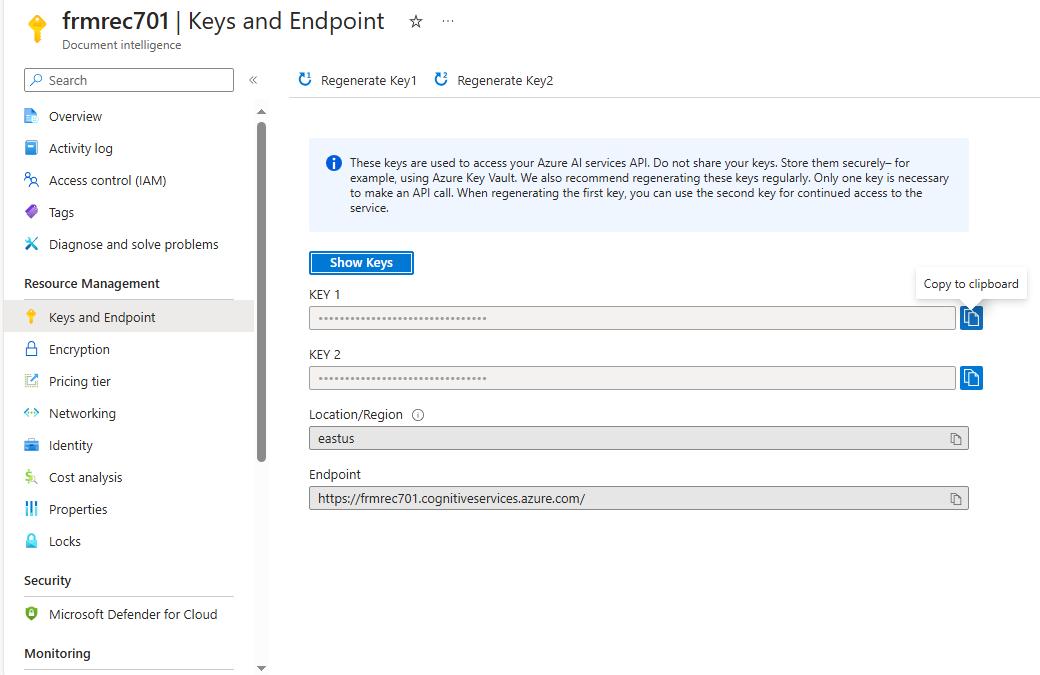 frmrec701 | Keys and Endpoint
Document intelligence
Search
Overview
Activity log
Access control (IAM)
Tags
Diagnose and solve problems
Resource Management
Keys and Endpoint
Encryption
Pricing tier
Networking
Identity
Cost analysis
Properties
Locks
Security
Microsoft Defender for Cloud
Monitoring
Regenerate Key1
Regenerate Key2
These keys are used to access your Azure AI services API. Do not share your keys. Store them securely– for
example, using Azure Key Vault. We also recommend regenerating these keys regularly. Only one key is necessary
to make an API call. When regenerating the first key, you can use the second key for continued access to the
service.
Show Keys
Copy to clipboard
KEY 1
••••••••••••••••••••••••••••••••
KEY 2
••••••••••••••••••••••••••••••••
Location/Region
eastus
Endpoint
https://frmrec701.cognitiveservices.azure.com/